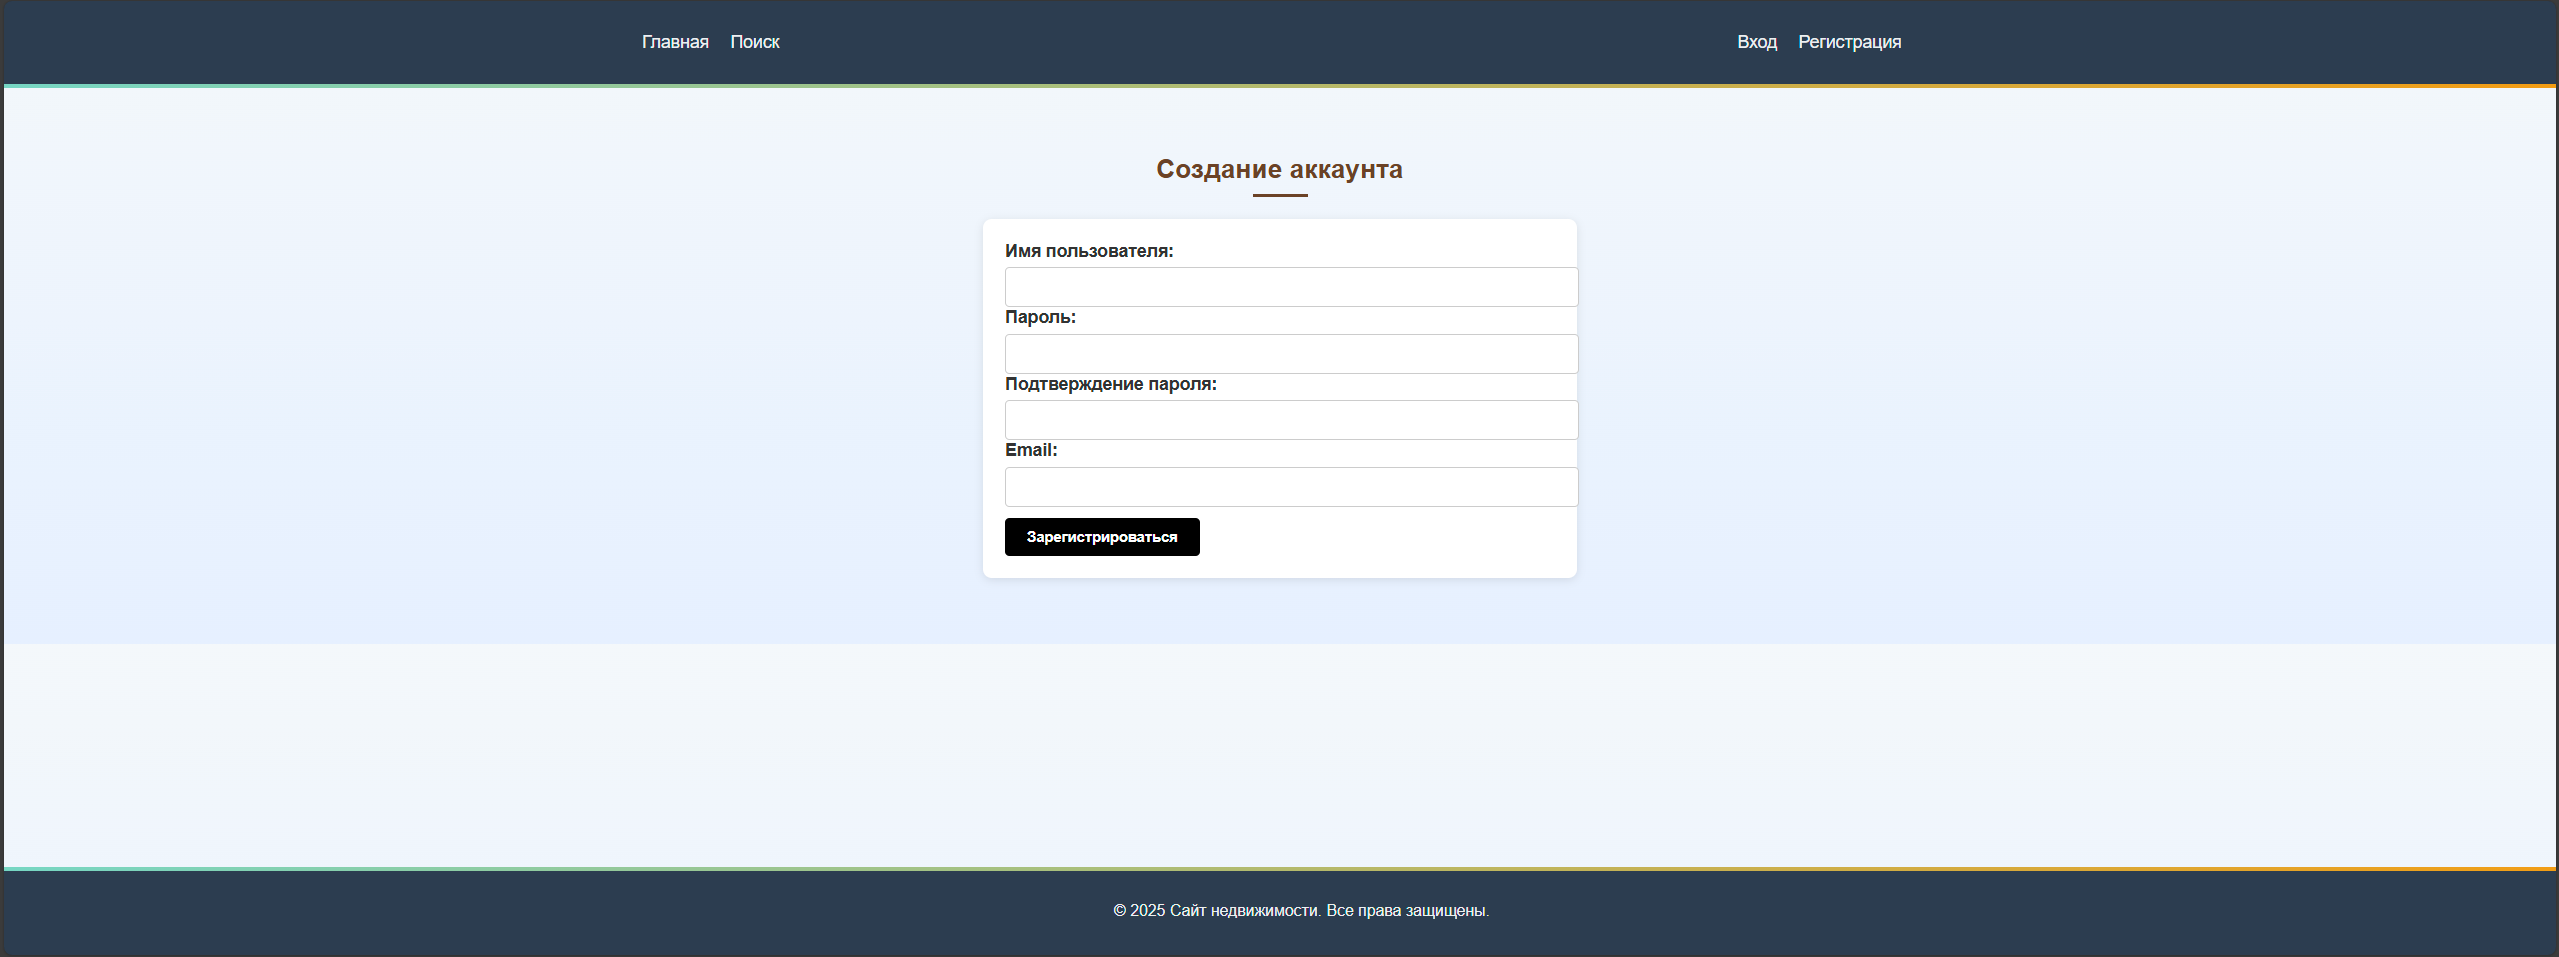 Главная Поиск Вход Регистрация
Создание аккаунта
Имя пользователя:
Пароль:
Подтверждение пароля:
Email:
Зарегистрироваться
© 2025 Сайт недвижимости. Все права защищены.